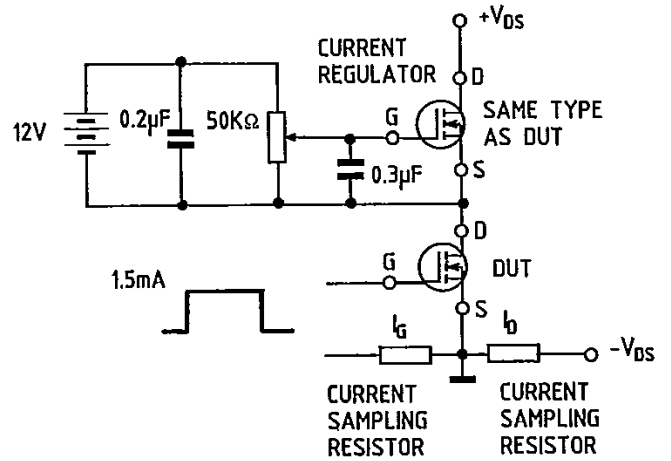 +VDS
CURRENT
REGULATOR
D
G
SAME TYPE
AS DUT
12V
0.2µF
50KΩ
0.3µF
S
D
G
DUT
1.5mA
S
IG
ID
-VDS
CURRENT
SAMPLING
RESISTOR
CURRENT
SAMPLING
RESISTOR